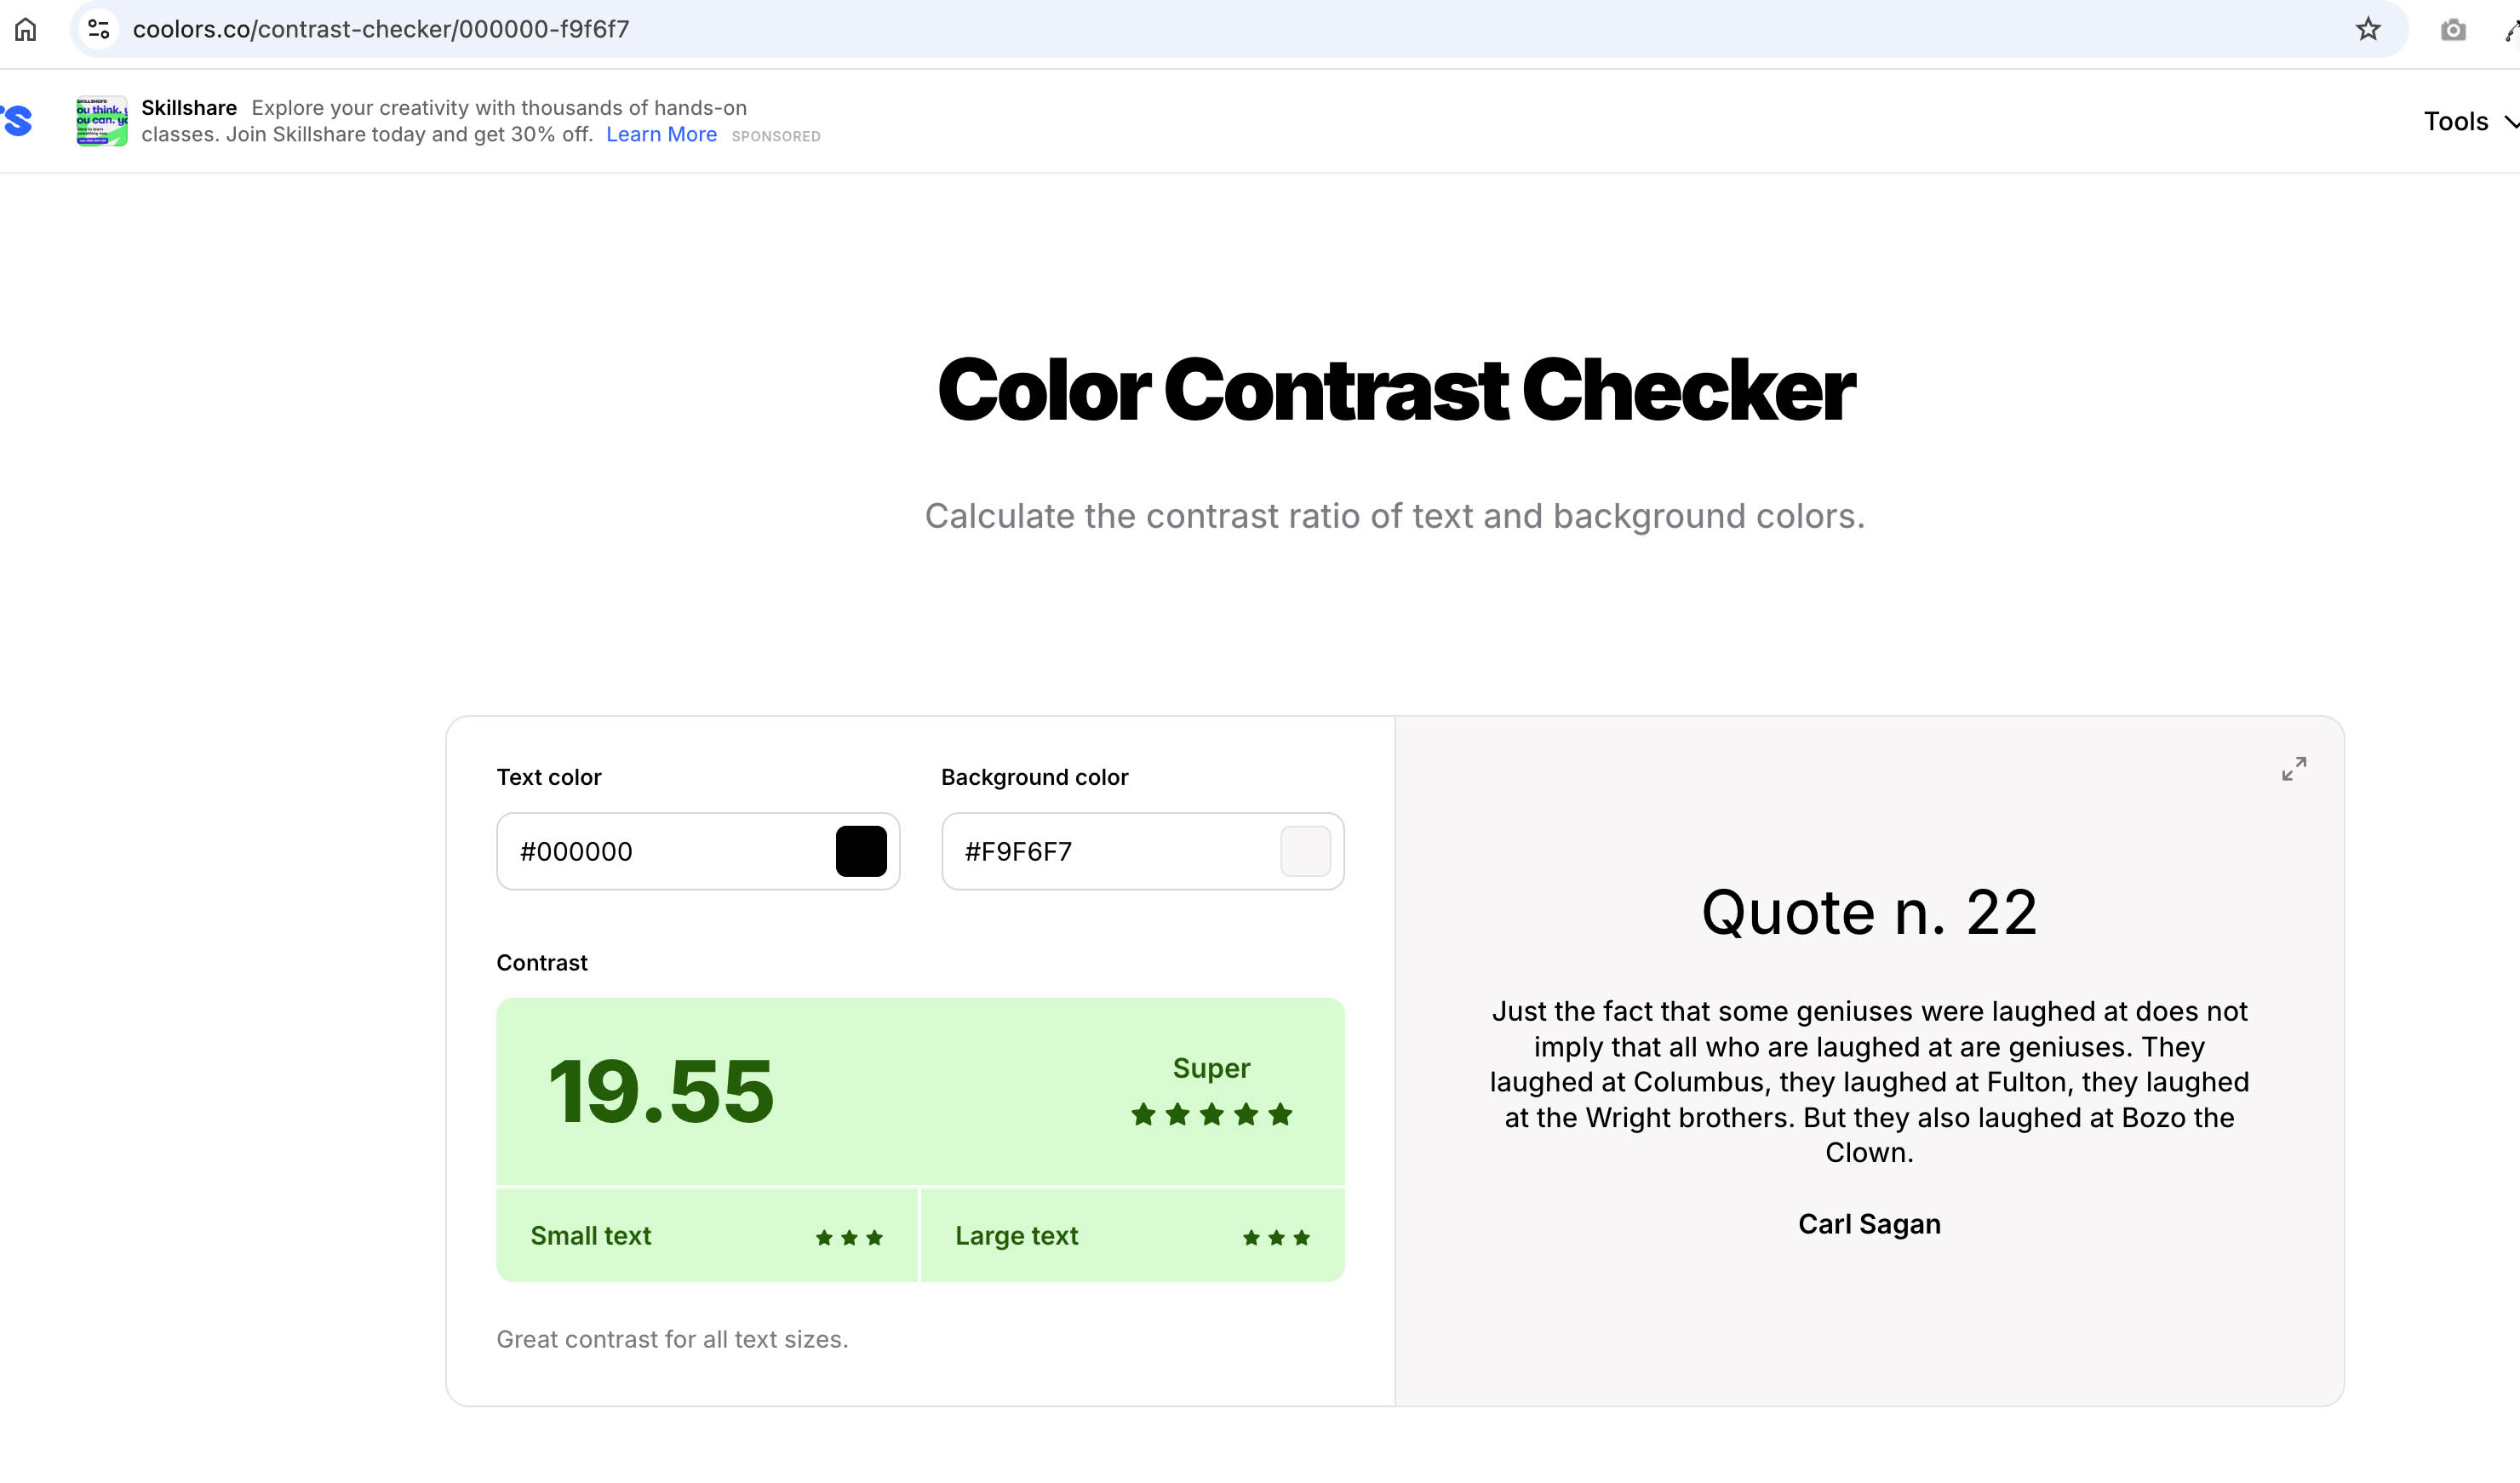 coolors.co/contrast-checker/000000-f9f6f7
S
Skillshare Explore your creativity with thousands of hands-on
classes. Join Skillshare today and get 30% off. Learn More SPONSORED
SKILLSHARE
ou think.
ou can.
Tools
Color Contrast Checker
Calculate the contrast ratio of text and background colors.
Text color
Background color
#000000
#F9F6F7
Contrast
19.55
Super
Small text
Large text
Great contrast for all text sizes.
Quote n. 22
Just the fact that some geniuses were laughed at does not
imply that all who are laughed at are geniuses. They
laughed at Columbus, they laughed at Fulton, they laughed
at the Wright brothers. But they also laughed at Bozo the
Clown.
Carl Sagan